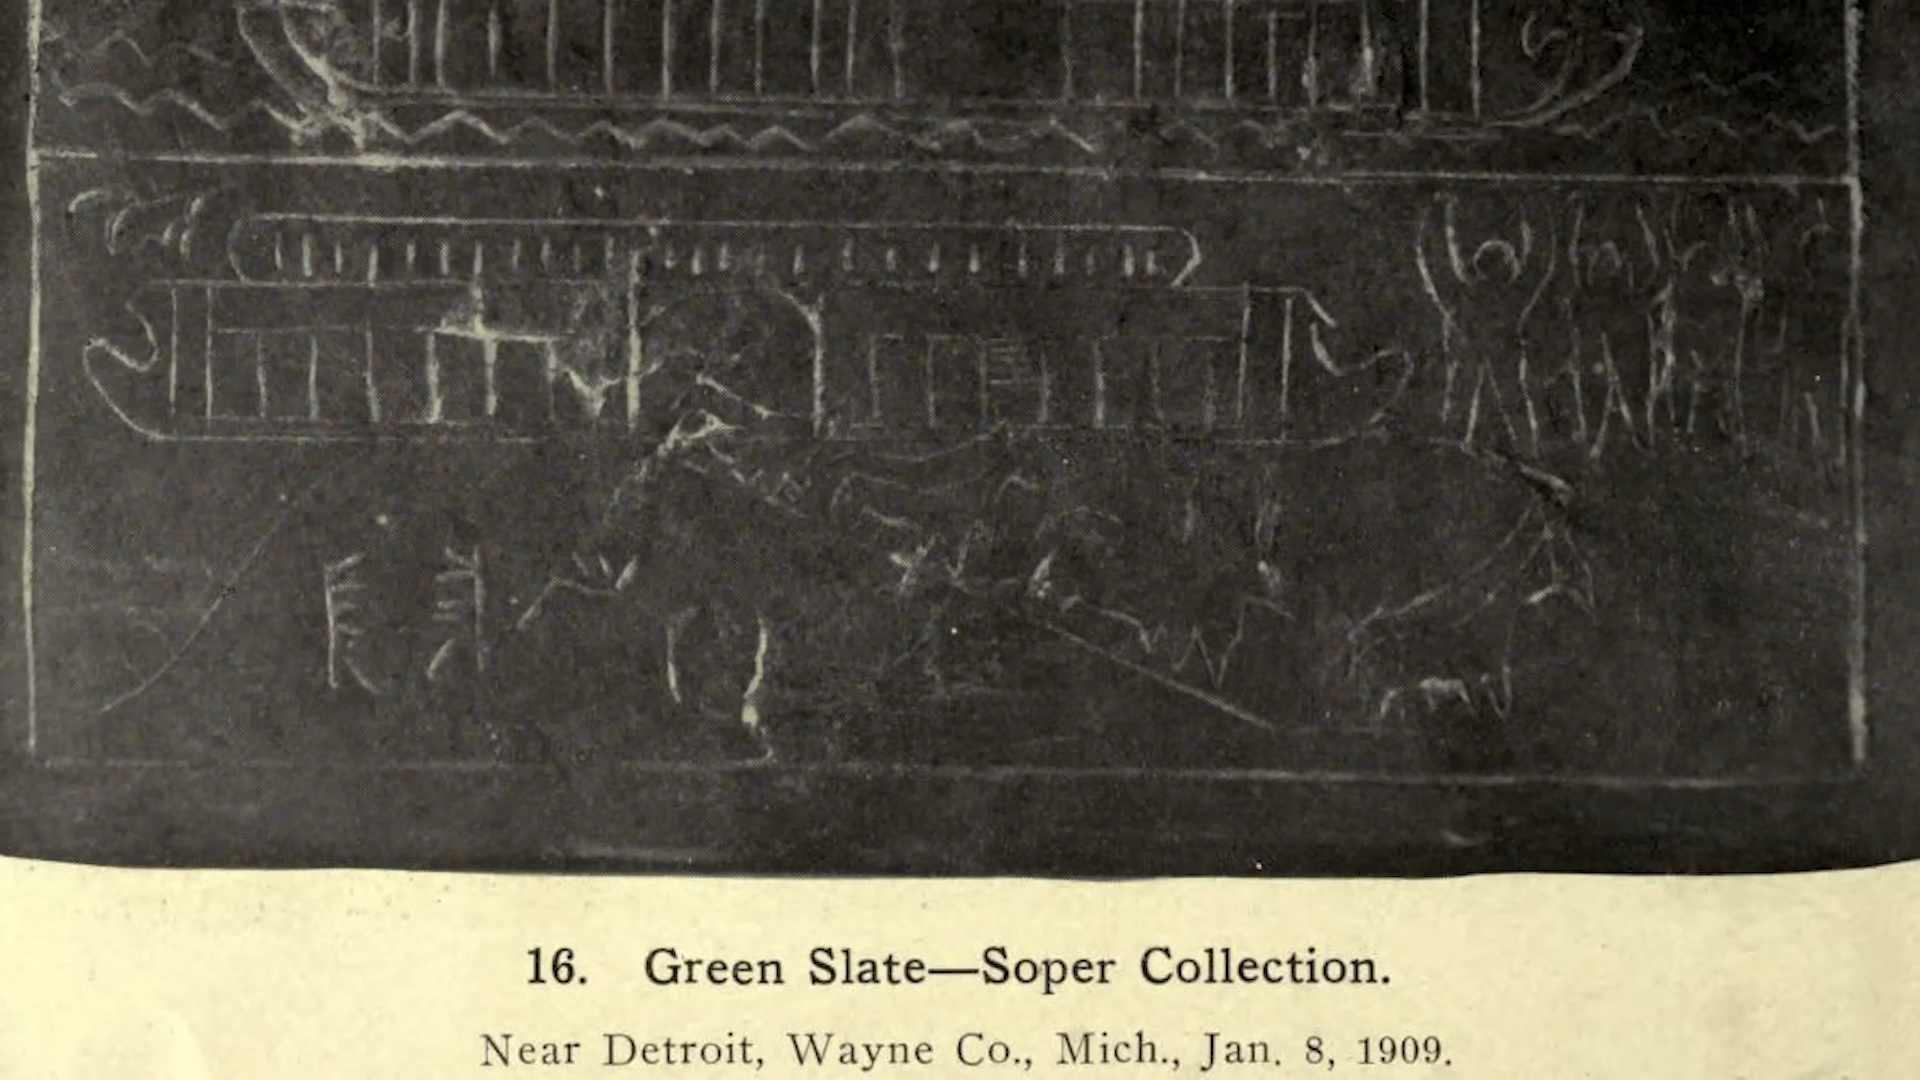 16. Green Slate—Soper Collection.
Near Detroit, Wayne Co., Mich., Jan. 8, 1909.